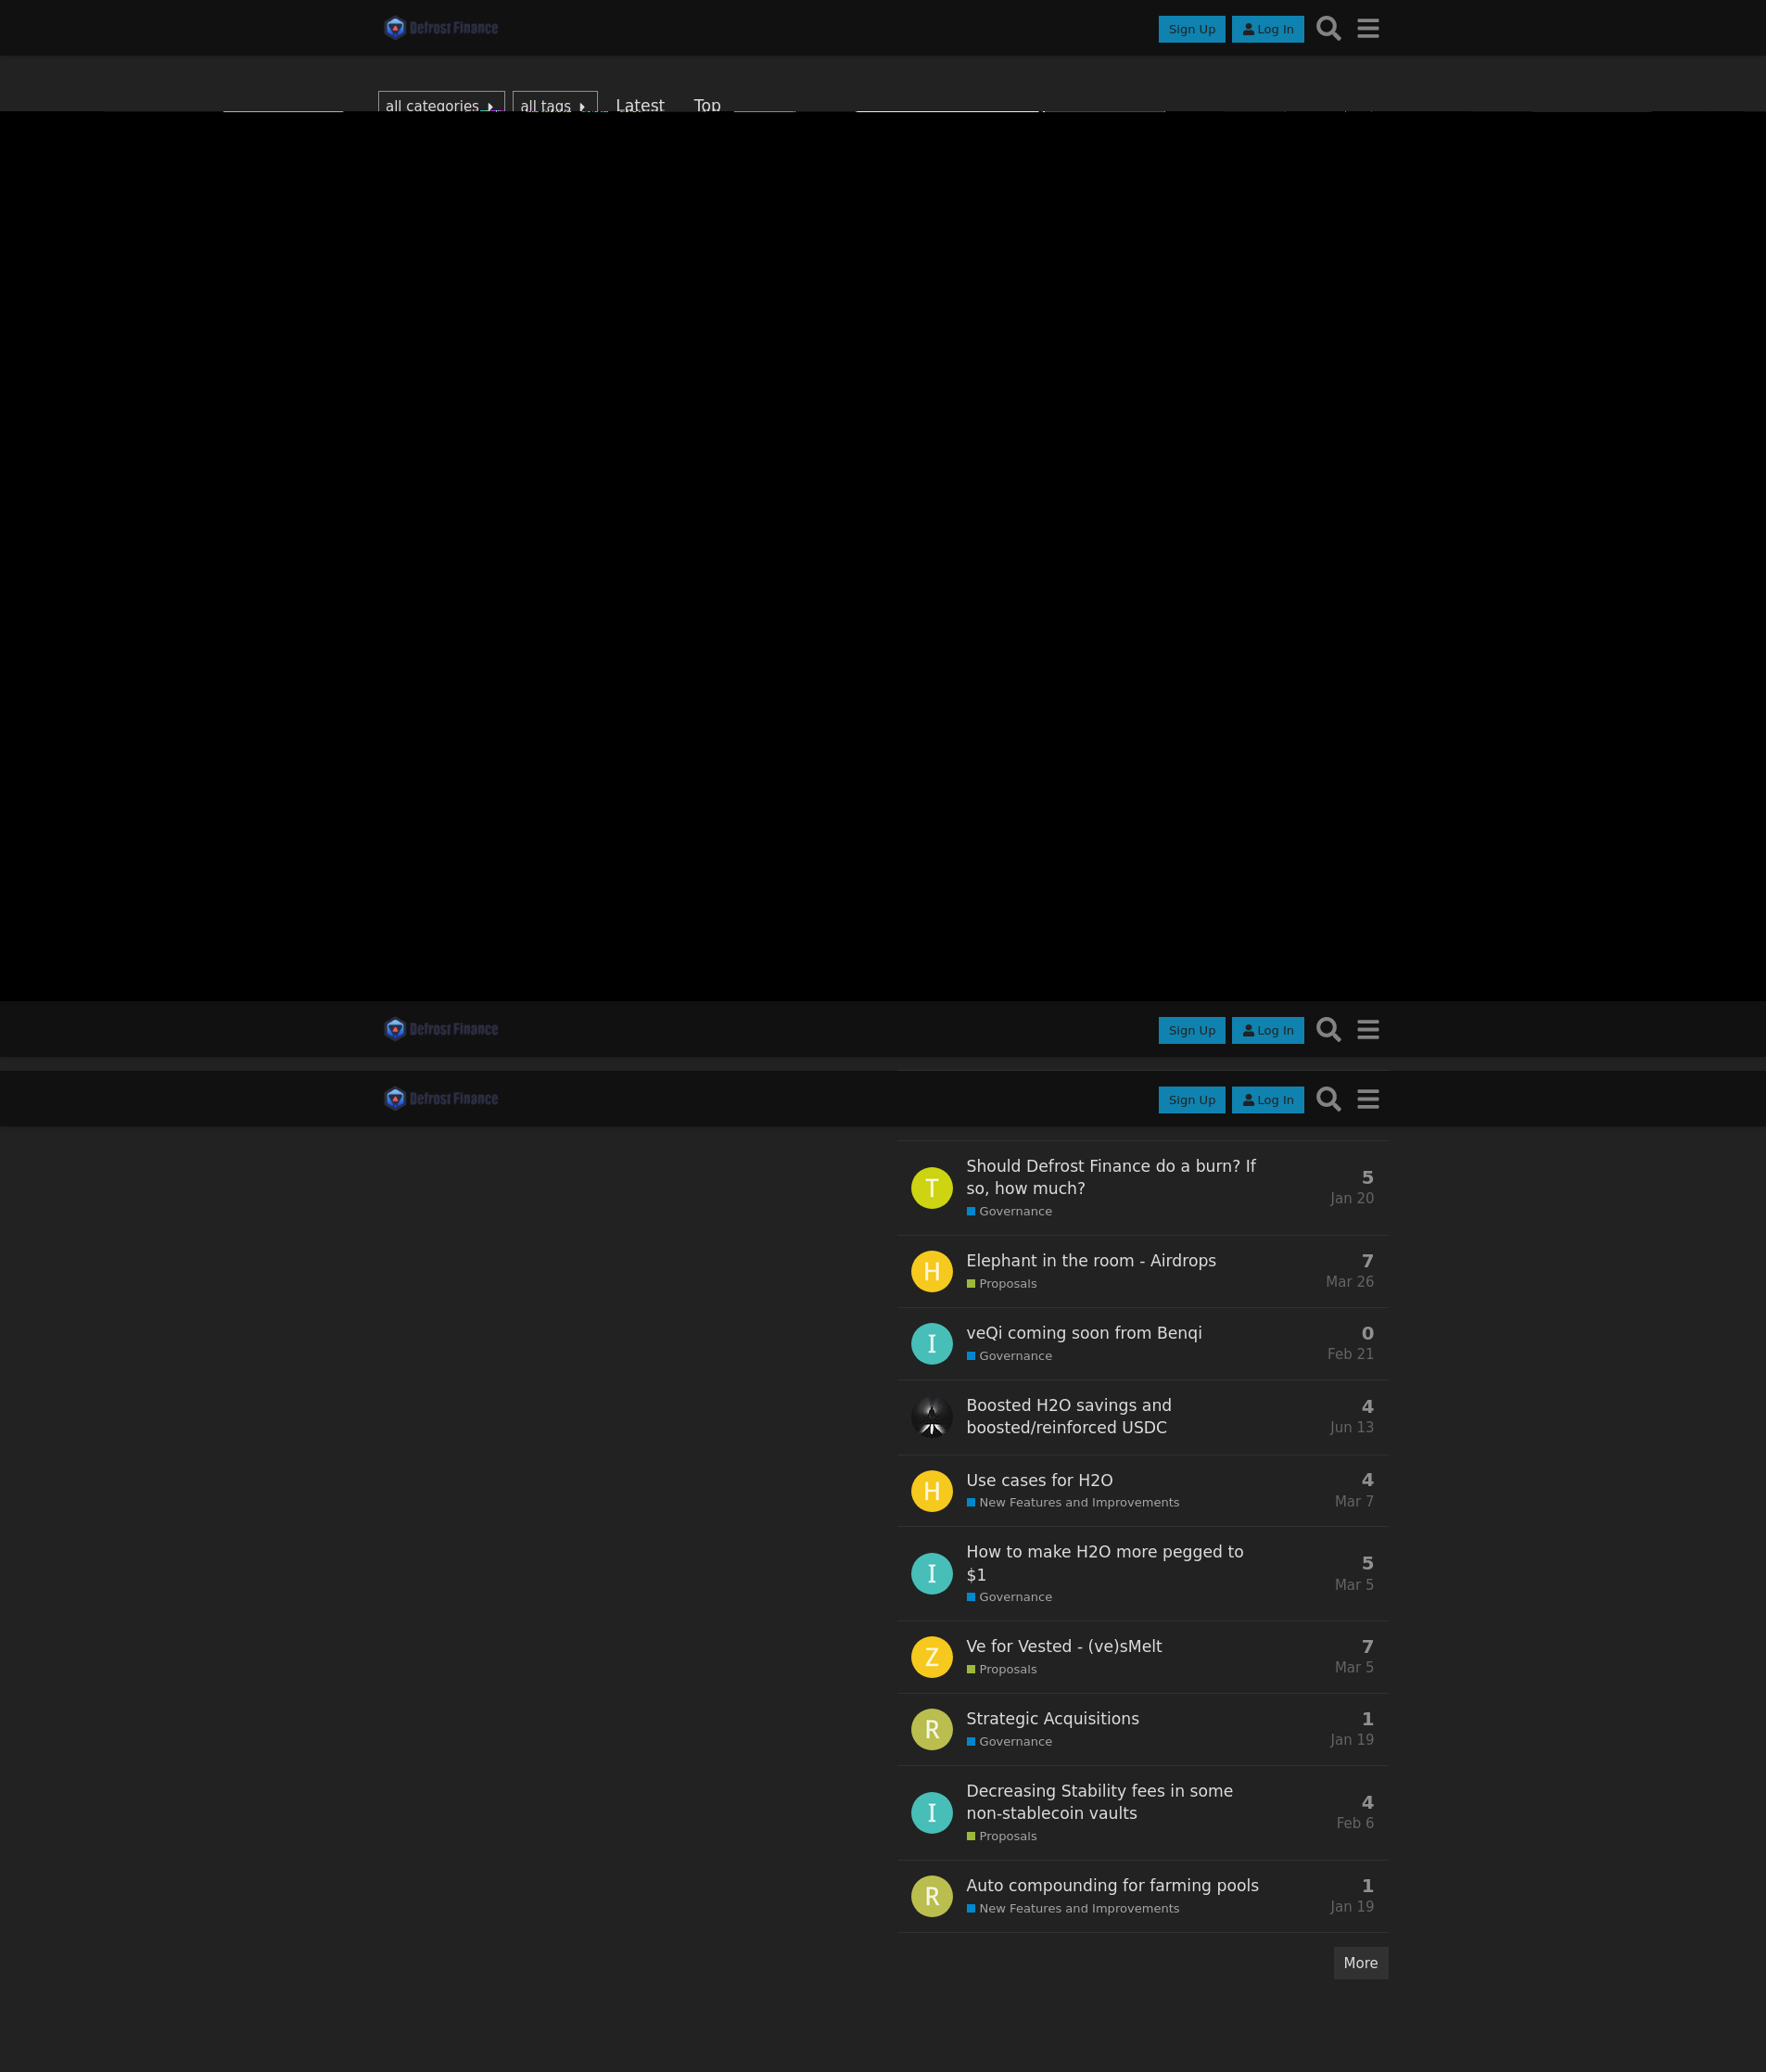 Defrost Finance
Sign Up
Log In
all categories
all tags
Latest
Top
Defrost Finance
Sign Up
Log In
Defrost Finance
Sign Up
Log In
T
Should Defrost Finance do a burn? If
so, how much?
Governance
5
Jan 20
H
Elephant in the room - Airdrops
Proposals
7
Mar 26
I
veQi coming soon from Benqi
Governance
0
Feb 21
Boosted H2O savings and
boosted/reinforced USDC
4
Jun 13
H
Use cases for H2O
New Features and Improvements
4
Mar 7
I
How to make H2O more pegged to
$1
Governance
5
Mar 5
Z
Ve for Vested - (ve)sMelt
Proposals
7
Mar 5
R
Strategic Acquisitions
Governance
1
Jan 19
I
Decreasing Stability fees in some
non-stablecoin vaults
Proposals
4
Feb 6
R
Auto compounding for farming pools
New Features and Improvements
1
Jan 19
More